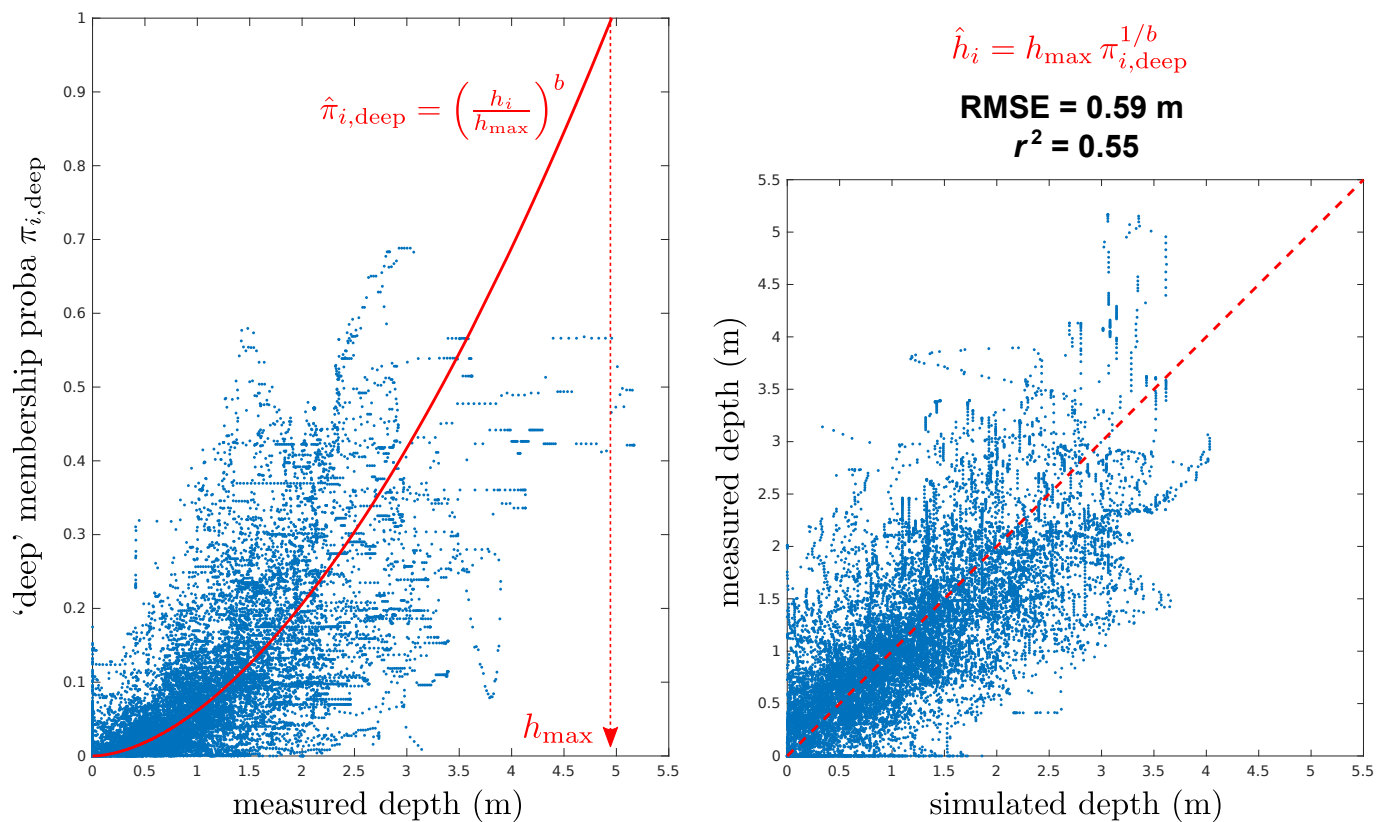 1
0.9
0.8
0.7
0.6
0.5
0.4
0.3
0.2
0.1
0
‘deep’ membership proba π_{i,deep}
\hat{π}_{i,deep} = (h_i / h_max)^b
h_max
0 0.5 1 1.5 2 2.5 3 3.5 4 4.5 5 5.5
measured depth (m)
\hat{h}_i = h_max π_{i,deep}^{1/b}
RMSE = 0.59 m
r² = 0.55
5.5
5
4.5
4
3.5
3
2.5
2
1.5
1
0.5
0
measured depth (m)
0 0.5 1 1.5 2 2.5 3 3.5 4 4.5 5 5.5
simulated depth (m)